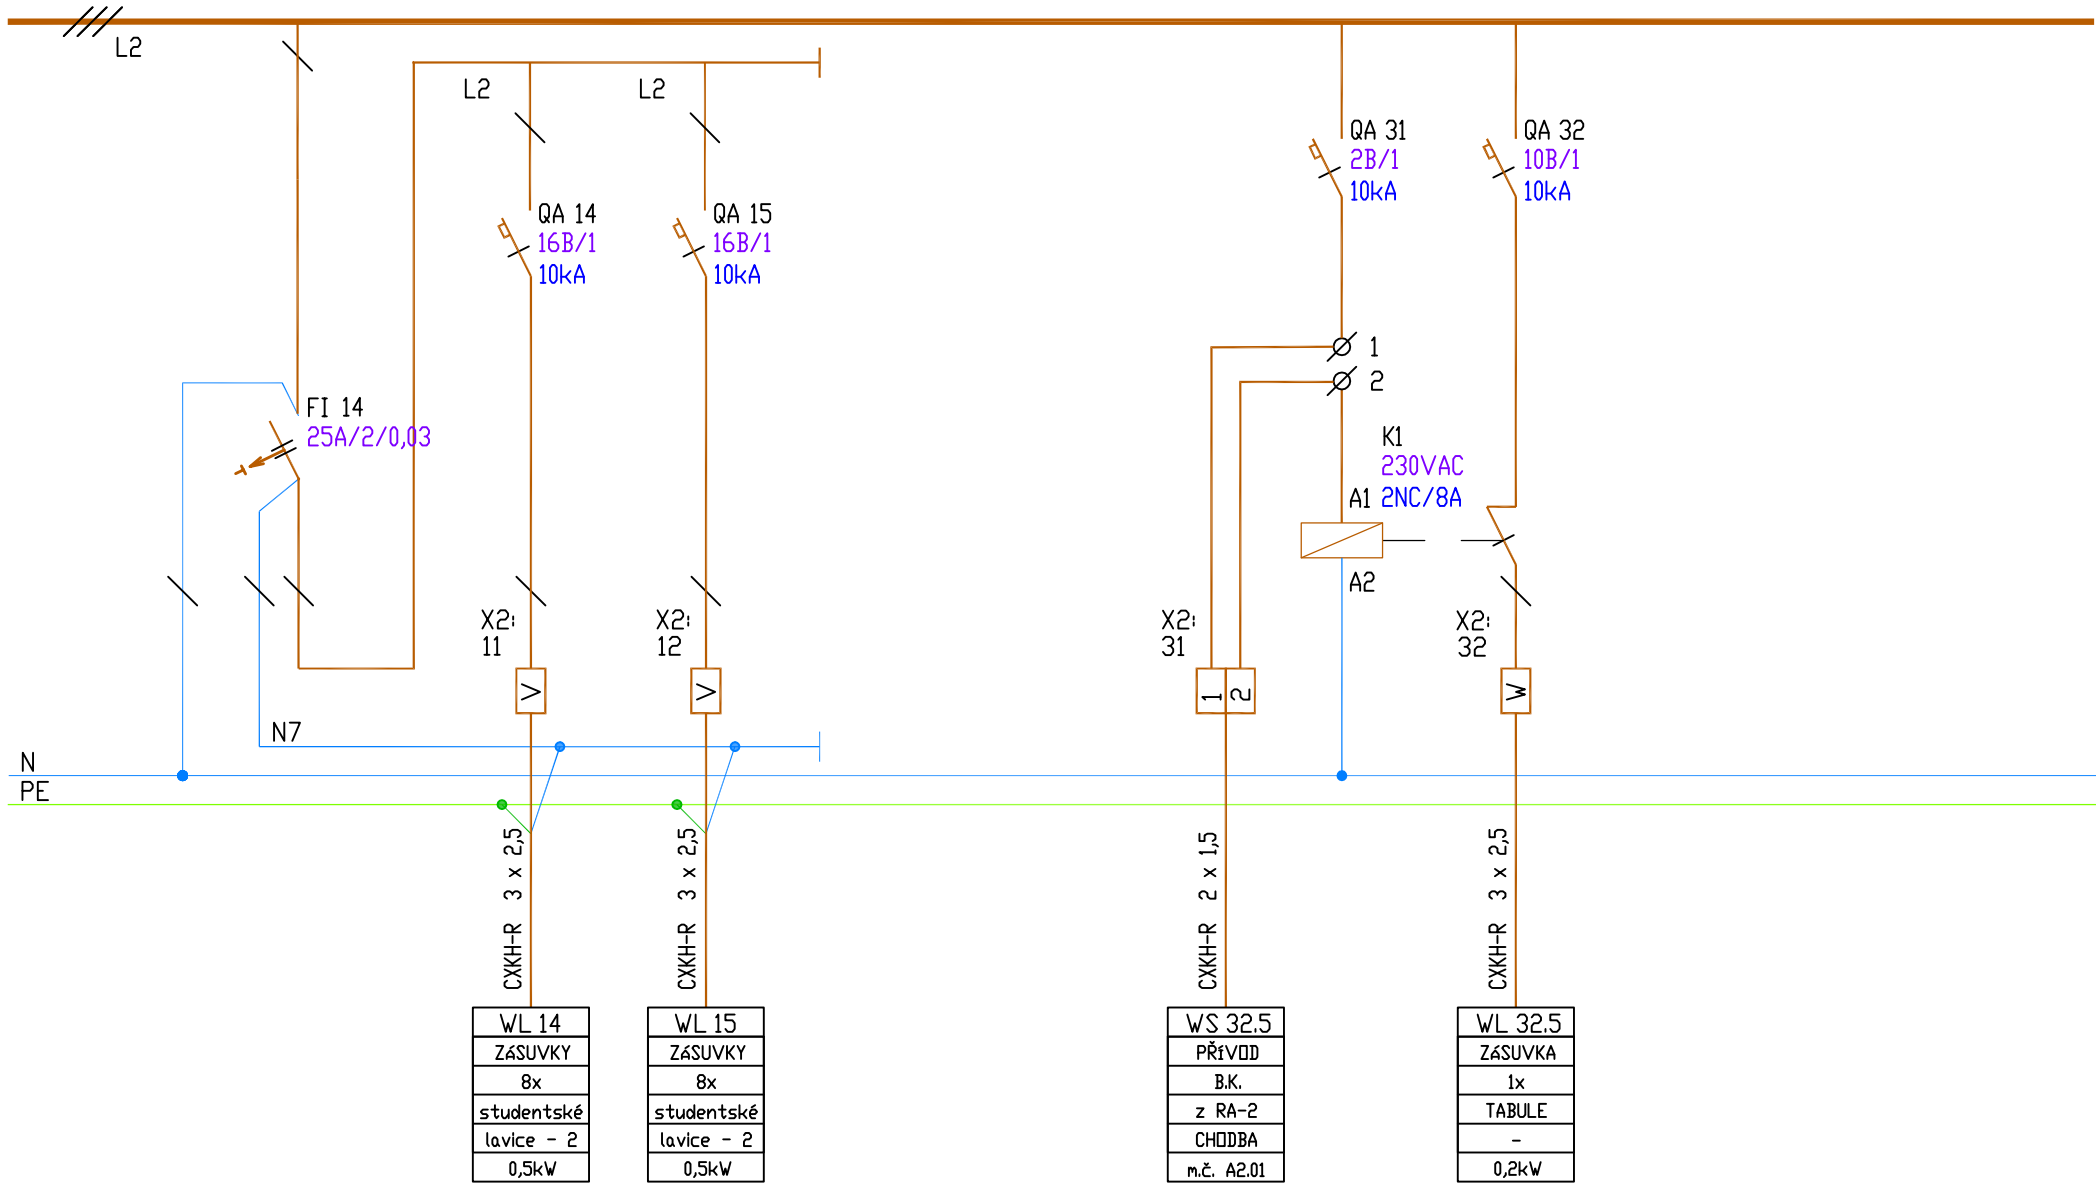 L2
L2
L2
QA 31
2B/1
10kA
QA 32
10B/1
10kA
QA 14
16B/1
10kA
QA 15
16B/1
10kA
1
2
FI 14
25A/2/0,03
K1
230VAC
A1 2NC/8A
A2
X2:
11
X2:
12
X2:
31
X2:
32
V
V
1
2
W
N7
N
PE
CXKH-R 3 x 2,5
CXKH-R 3 x 2,5
CXKH-R 2 x 1,5
CXKH-R 3 x 2,5
WL 14
ZáSUVKY
8x
studentské
lavice - 2
0,5kW
WL 15
ZáSUVKY
8x
studentské
lavice - 2
0,5kW
WS 32.5
PŘíVOD
B.K.
z RA-2
CHODBA
m.č. A2.01
WL 32.5
ZáSUVKA
1x
TABULE
-
0,2kW